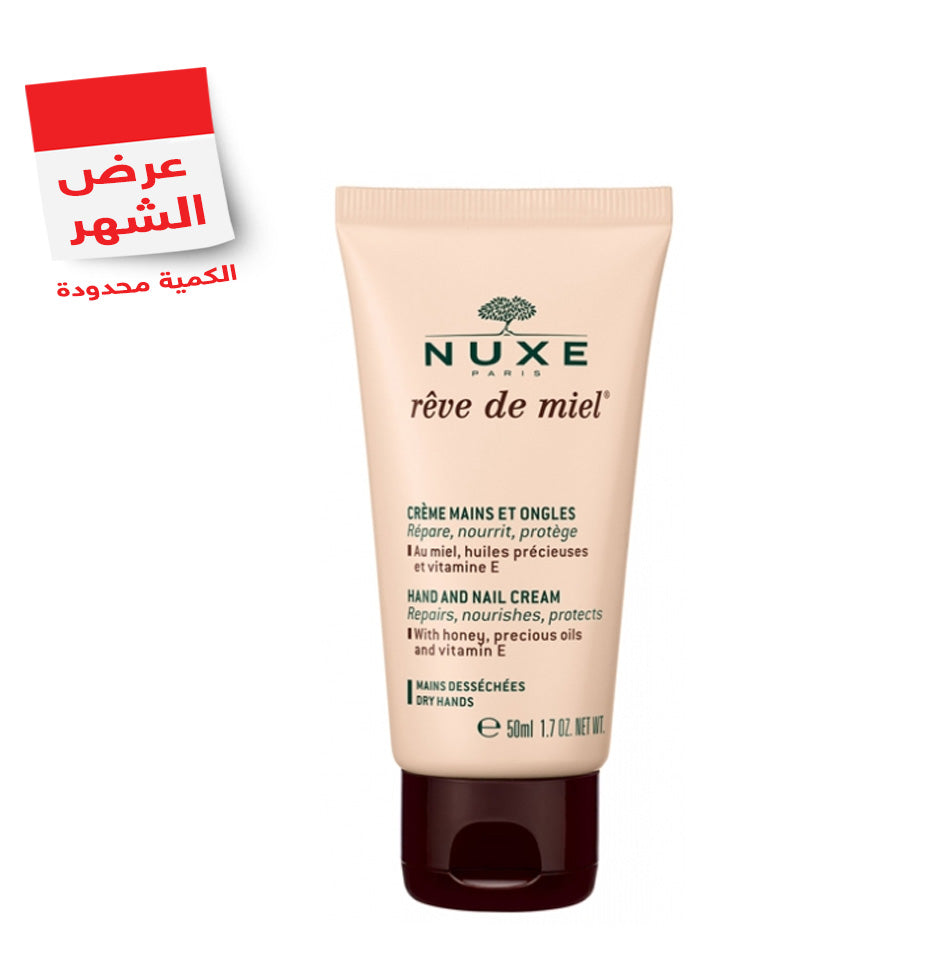 عرض
الشهر
الكمية محدودة
NUXE
PARIS
rêve de miel®
CRÈME MAINS ET ONGLES
Répare, nourrit, protège
Au miel, huiles précieuses
et vitamine E
HAND AND NAIL CREAM
Repairs, nourishes, protects
With honey, precious oils
and vitamin E
MAINS DESSÉCHÉES
DRY HANDS
℮ 50ml 1.7 OZ. NET WT.